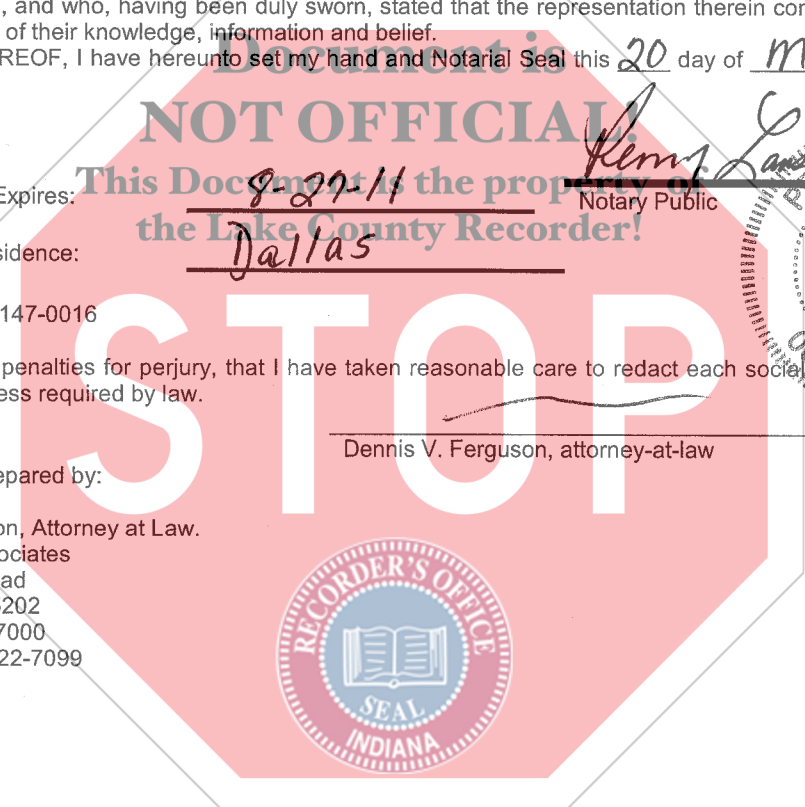 , and who, having been duly sworn, stated that the representation therein con
of their knowledge, information and belief.
REOF, I have hereunto set my hand and Notarial Seal this 20 day of M
Document is
NOT OFFICIAL!
This Document is the property of
the Lake County Recorder!
Notary Public
Expires: 8-27-11
sidence: Dallas
147-0016
penalties for perjury, that I have taken reasonable care to redact each social
ess required by law.
Dennis V. Ferguson, attorney-at-law
epared by:
on, Attorney at Law.
ociates
ad
202
7000
22-7099
STOP
RECORDER'S OFFICE
SEAL
INDIANA